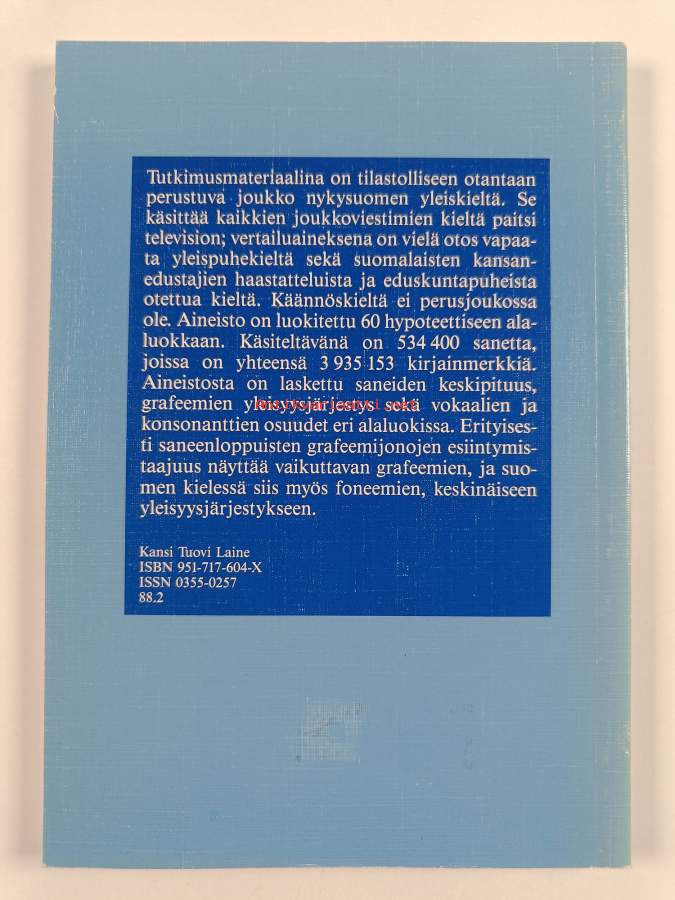 Tutkimusmateriaalina on tilastolliseen otantaan
perustuva joukko nykysuomen yleiskieltä. Se
käsittää kaikkien joukkoviestimien kieltä paitsi
television; vertailuaineksena on vielä otos vapaa-
ta yleispuhekieltä sekä suomalaisten kansan-
edustajien haastatteluista ja eduskuntapuheista
otettua kieltä. Käännöskieltä ei perusjoukossa
ole. Aineisto on luokitettu 60 hypoteettiseen ala-
luokkaan. Käsiteltävänä on 534 400 sanetta,
joissa on yhteensä 3 935 153 kirjainmerkkiä.
Aineistosta on laskettu saneiden keskipituus,
grafeemien yleisyysjärjestys sekä vokaalien ja
konsonanttien osuudet eri alaluokissa. Erityises-
ti saneenloppuisten grafeemijonojen esiintymis-
taajuus näyttää vaikuttavan grafeemien, ja suo-
men kielessä siis myös foneemien, keskinäiseen
yleisyysjärjestykseen.
Kansi Tuovi Laine
ISBN 951-717-604-X
ISSN 0355-0257
88.2